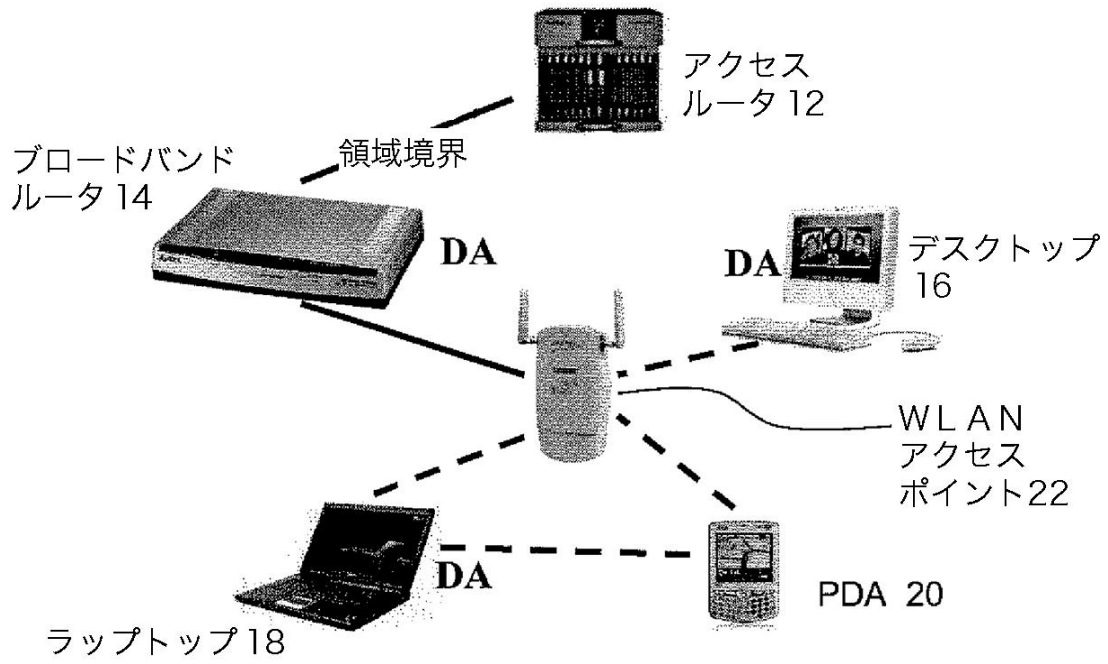 アクセス
ルータ 12
領域境界
ブロードバンド
ルータ 14
DA
DA
デスクトップ
16
WLAN
アクセス
ポイント22
DA
PDA 20
ラップトップ 18